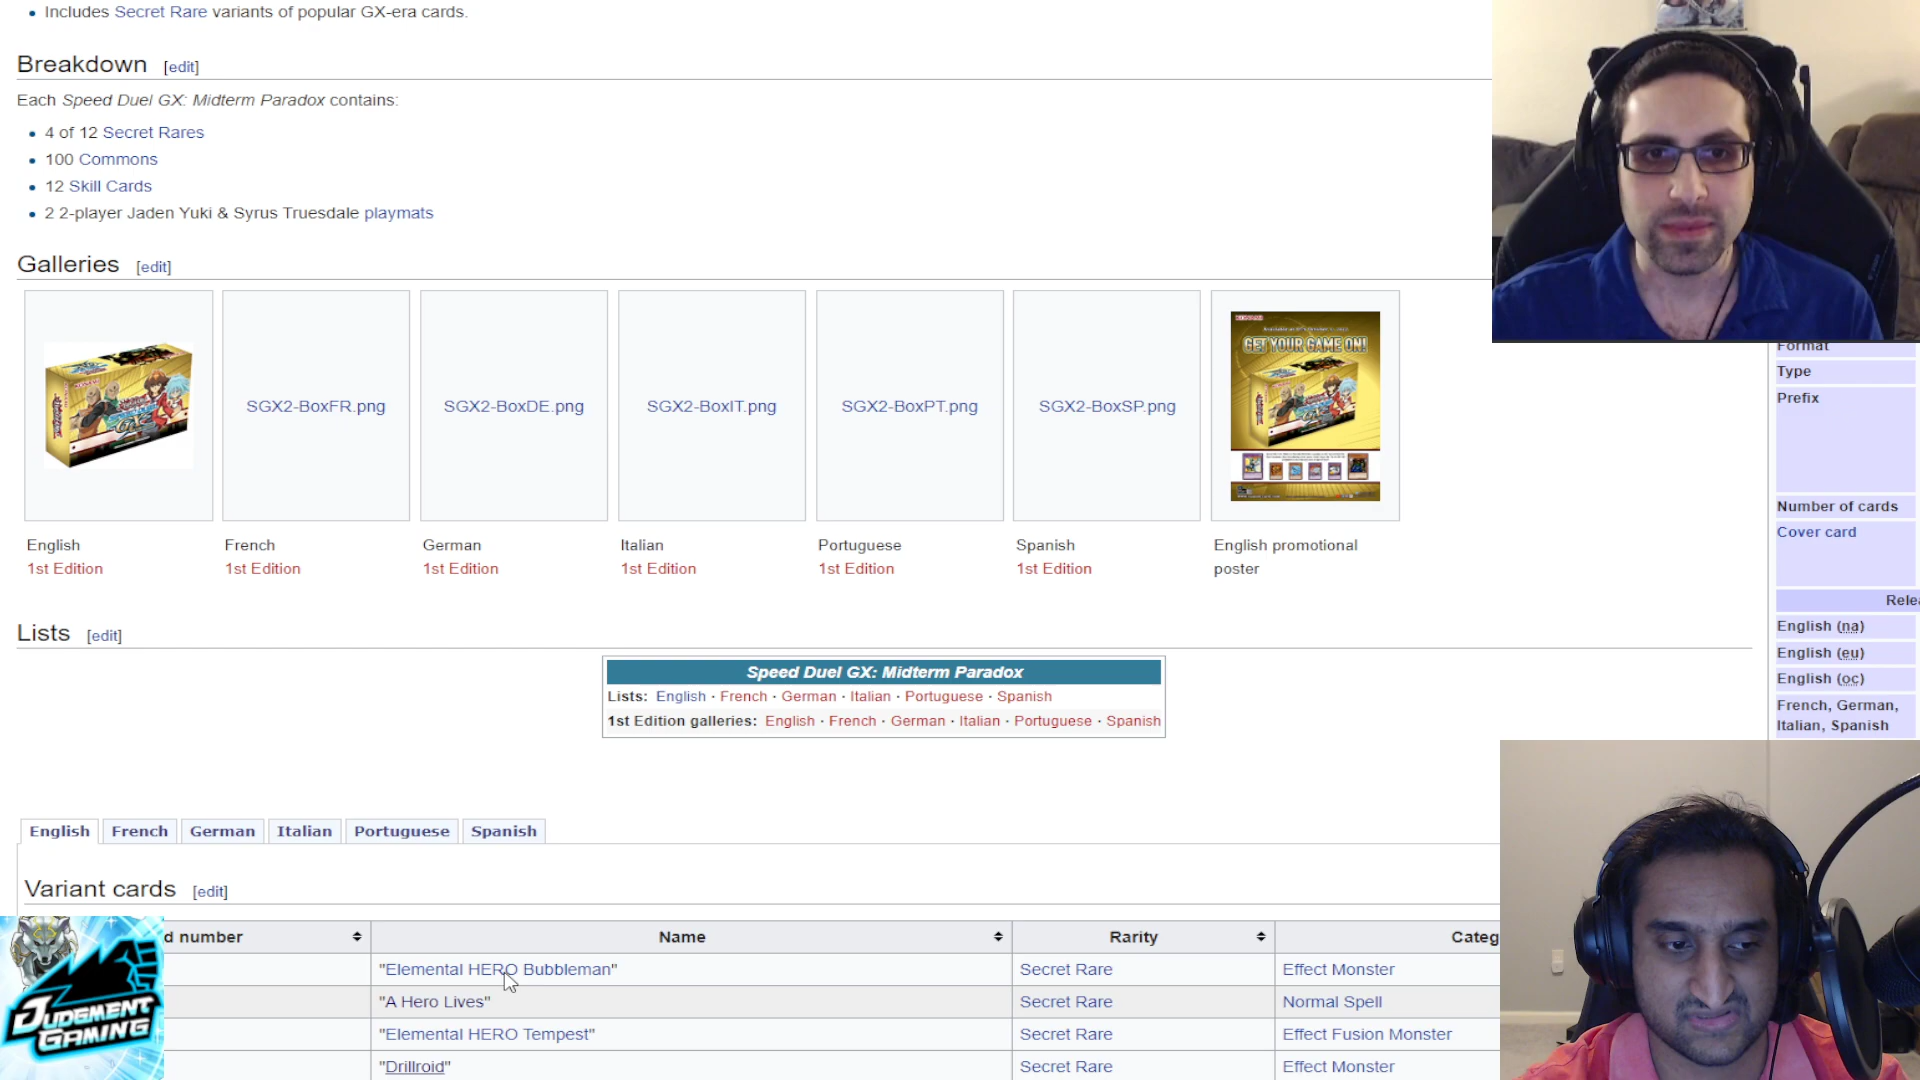 Includes Secret Rare variants of popular GX-era cards.
Breakdown [edit]
Each Speed Duel GX: Midterm Paradox contains:
4 of 12 Secret Rares
100 Commons
12 Skill Cards
2 2-player Jaden Yuki & Syrus Truesdale playmats
Galleries [edit]
KONAMI
GET YOUR GAME ON!
SGX2-BoxFR.png
SGX2-BoxDE.png
SGX2-BoxIT.png
SGX2-BoxPT.png
SGX2-BoxSP.png
English
1st Edition
French
1st Edition
German
1st Edition
Italian
1st Edition
Portuguese
1st Edition
Spanish
1st Edition
English promotional
poster
Format
Type
Prefix
Number of cards
Cover card
Relea
English (na)
English (eu)
English (oc)
French, German,
Italian, Spanish
Lists [edit]
Speed Duel GX: Midterm Paradox
Lists: English · French · German · Italian · Portuguese · Spanish
1st Edition galleries: English · French · German · Italian · Portuguese · Spanish
English French German Italian Portuguese Spanish
Variant cards [edit]
d number Name Rarity Categ
"Elemental HERO Bubbleman" Secret Rare Effect Monster
"A Hero Lives" Secret Rare Normal Spell
"Elemental HERO Tempest" Secret Rare Effect Fusion Monster
"Drillroid" Secret Rare Effect Monster
JUDGMENT
GAMING